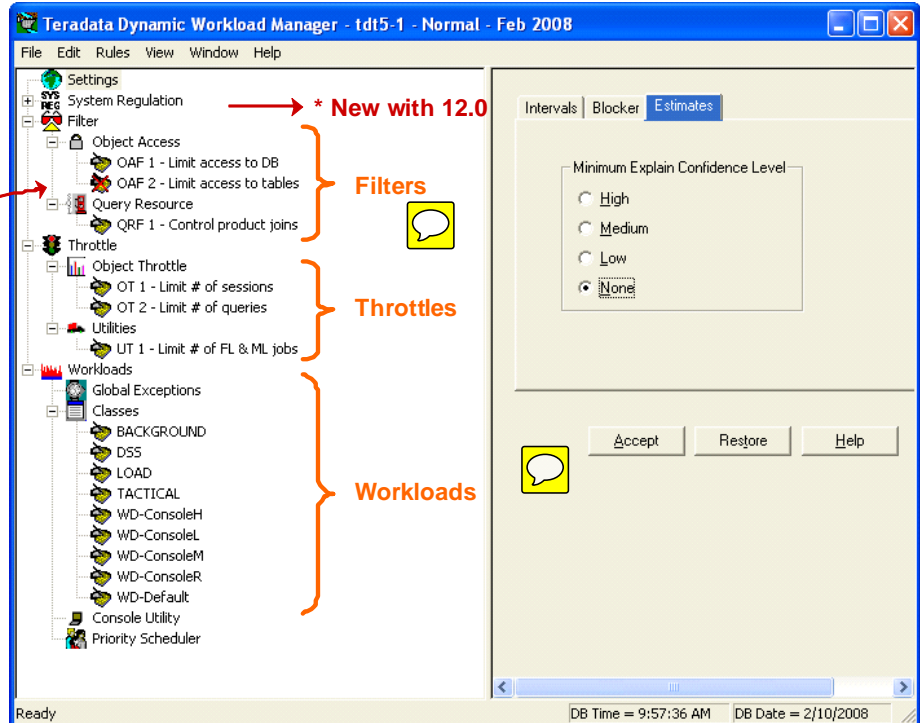 Teradata Dynamic Workload Manager - tdt5-1 - Normal - Feb 2008
File Edit Rules View Window Help
Settings
SYS REG System Regulation
* New with 12.0
Filter
Object Access
OAF 1 - Limit access to DB
OAF 2 - Limit access to tables
Filters
Query Resource
QRF 1 - Control product joins
Throttle
Object Throttle
OT 1 - Limit # of sessions
OT 2 - Limit # of queries
Throttles
Utilities
UT 1 - Limit # of FL & ML jobs
Workloads
Global Exceptions
Classes
BACKGROUND
DSS
LOAD
TACTICAL
Workloads
WD-ConsoleH
WD-ConsoleL
WD-ConsoleM
WD-ConsoleR
WD-Default
Console Utility
Priority Scheduler
Intervals Blocker Estimates
Minimum Explain Confidence Level
High
Medium
Low
None
Accept Restore Help
Ready
DB Time = 9:57:36 AM DB Date = 2/10/2008